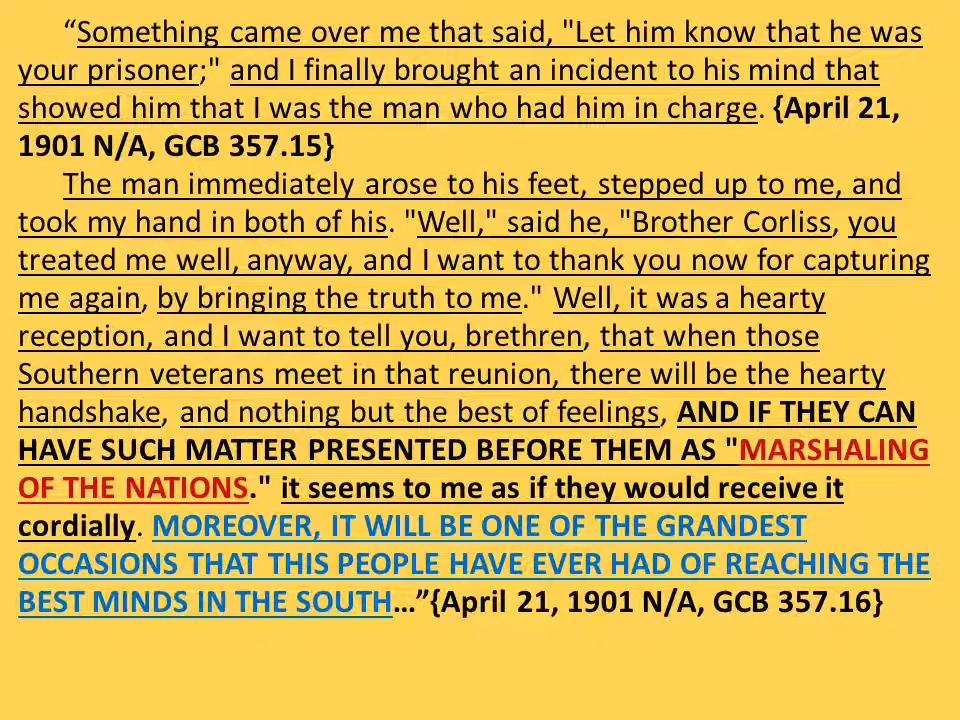 “Something came over me that said, "Let him know that he was
your prisoner;" and I finally brought an incident to his mind that
showed him that I was the man who had him in charge. {April 21,
1901 N/A, GCB 357.15}
The man immediately arose to his feet, stepped up to me, and
took my hand in both of his. "Well," said he, "Brother Corliss, you
treated me well, anyway, and I want to thank you now for capturing
me again, by bringing the truth to me." Well, it was a hearty
reception, and I want to tell you, brethren, that when those
Southern veterans meet in that reunion, there will be the hearty
handshake, and nothing but the best of feelings, AND IF THEY CAN
HAVE SUCH MATTER PRESENTED BEFORE THEM AS "MARSHALING
OF THE NATIONS." it seems to me as if they would receive it
cordially. MOREOVER, IT WILL BE ONE OF THE GRANDEST
OCCASIONS THAT THIS PEOPLE HAVE EVER HAD OF REACHING THE
BEST MINDS IN THE SOUTH…”{April 21, 1901 N/A, GCB 357.16}